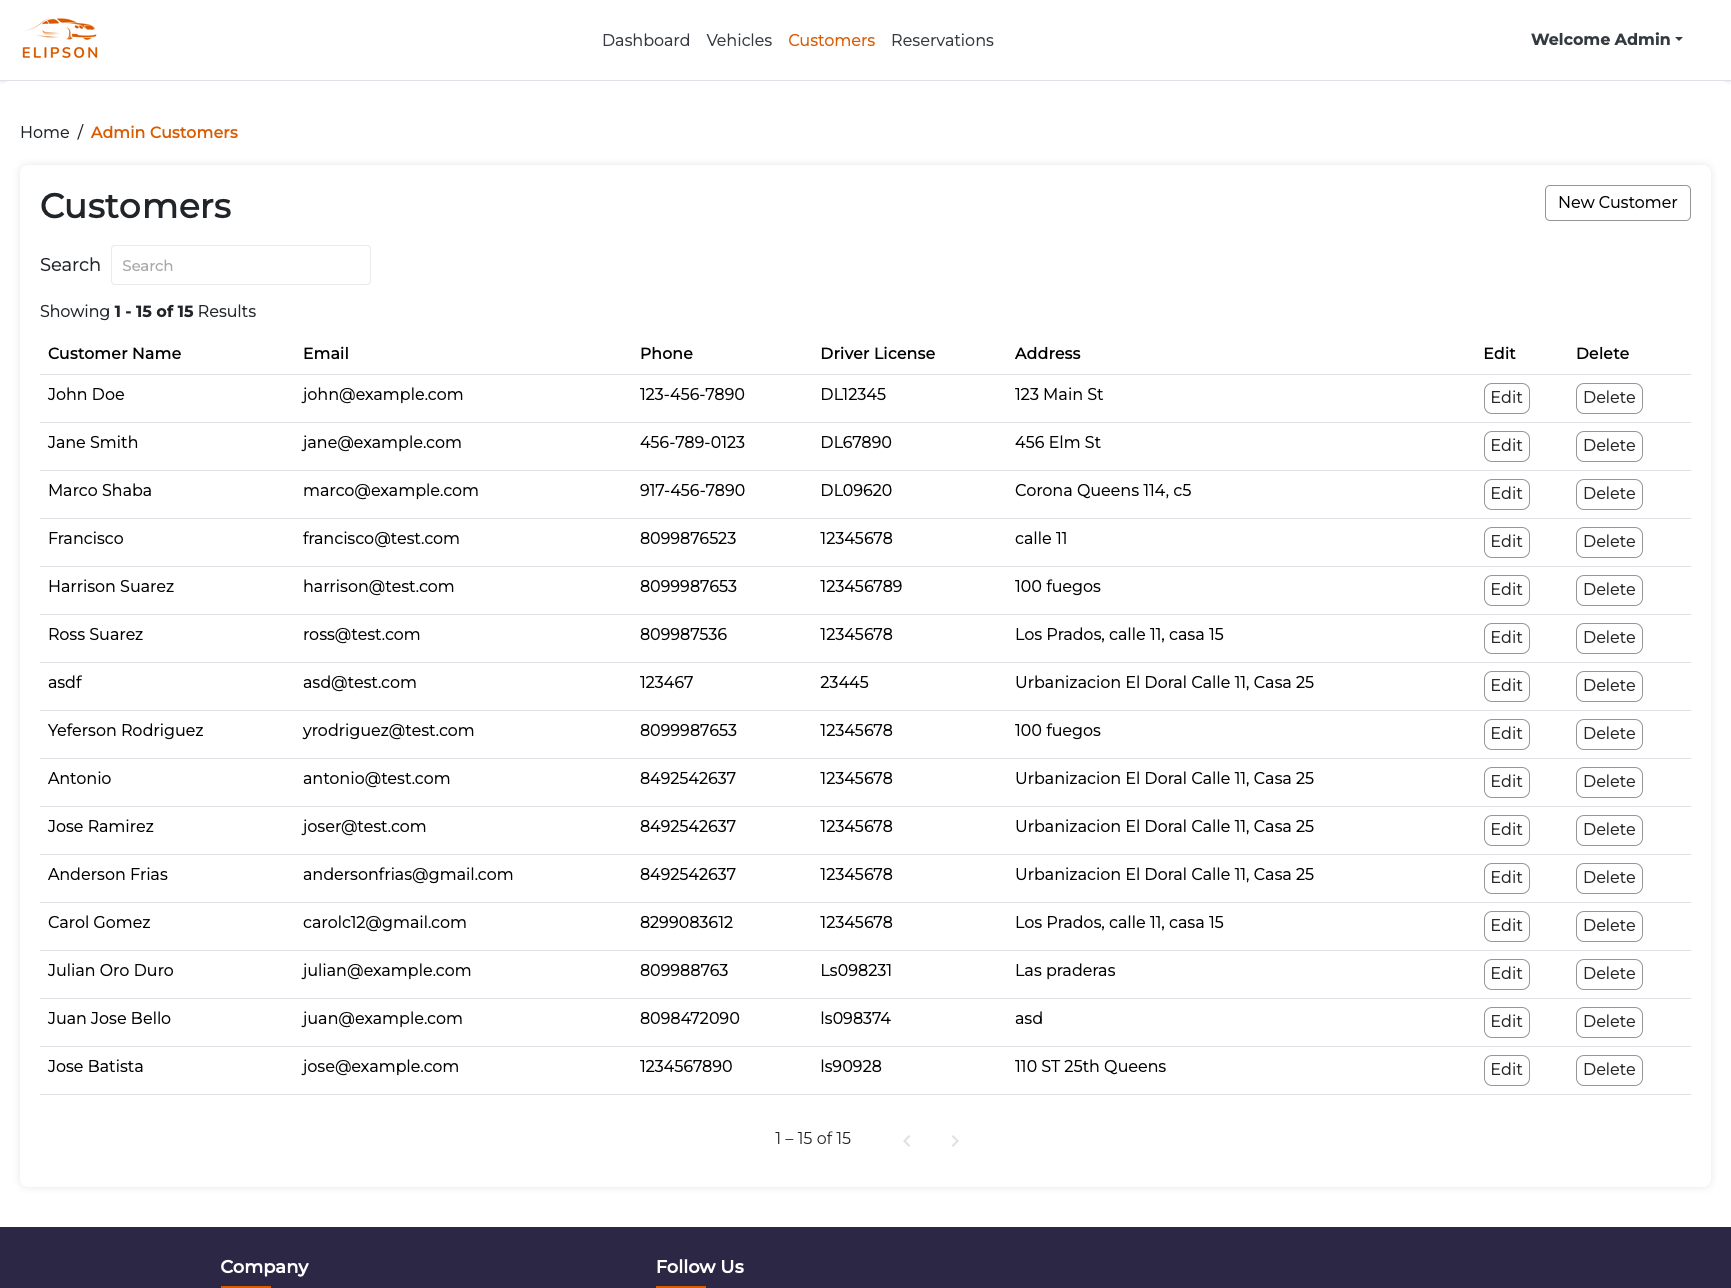 ELIPSON
Dashboard Vehicles Customers Reservations
Welcome Admin
Home / Admin Customers
Customers
New Customer
Search Search
Showing 1 - 15 of 15 Results
Customer Name Email Phone Driver License Address Edit Delete
John Doe john@example.com 123-456-7890 DL12345 123 Main St Edit Delete
Jane Smith jane@example.com 456-789-0123 DL67890 456 Elm St Edit Delete
Marco Shaba marco@example.com 917-456-7890 DL09620 Corona Queens 114, c5 Edit Delete
Francisco francisco@test.com 8099876523 12345678 calle 11 Edit Delete
Harrison Suarez harrison@test.com 8099987653 123456789 100 fuegos Edit Delete
Ross Suarez ross@test.com 809987536 12345678 Los Prados, calle 11, casa 15 Edit Delete
asdf asd@test.com 123467 23445 Urbanizacion El Doral Calle 11, Casa 25 Edit Delete
Yeferson Rodriguez yrodriguez@test.com 8099987653 12345678 100 fuegos Edit Delete
Antonio antonio@test.com 8492542637 12345678 Urbanizacion El Doral Calle 11, Casa 25 Edit Delete
Jose Ramirez joser@test.com 8492542637 12345678 Urbanizacion El Doral Calle 11, Casa 25 Edit Delete
Anderson Frias andersonfrias@gmail.com 8492542637 12345678 Urbanizacion El Doral Calle 11, Casa 25 Edit Delete
Carol Gomez carolc12@gmail.com 8299083612 12345678 Los Prados, calle 11, casa 15 Edit Delete
Julian Oro Duro julian@example.com 809988763 Ls098231 Las praderas Edit Delete
Juan Jose Bello juan@example.com 8098472090 ls098374 asd Edit Delete
Jose Batista jose@example.com 1234567890 ls90928 110 ST 25th Queens Edit Delete
1 – 15 of 15
Company Follow Us